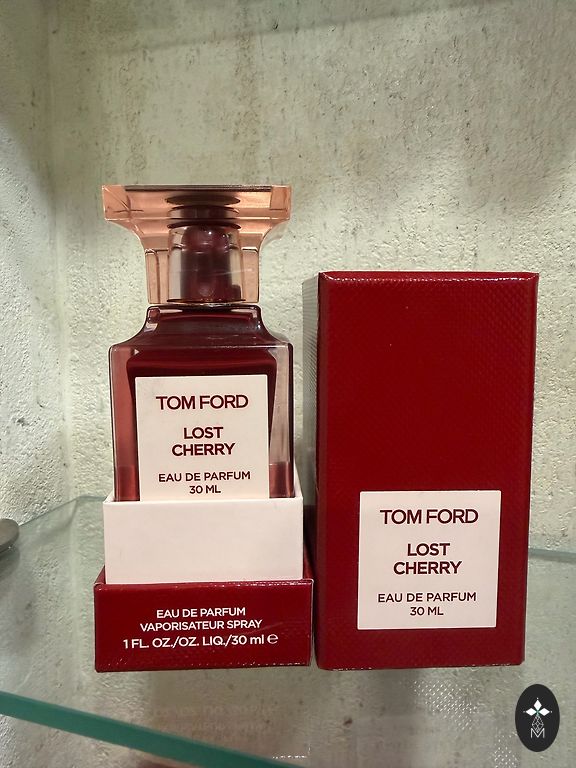 TOM FORD
LOST
CHERRY
EAU DE PARFUM
30 ML
EAU DE PARFUM
VAPORISATEUR SPRAY
1 FL. OZ./OZ. LIQ./30 ml ℮
TOM FORD
LOST
CHERRY
EAU DE PARFUM
30 ML
M